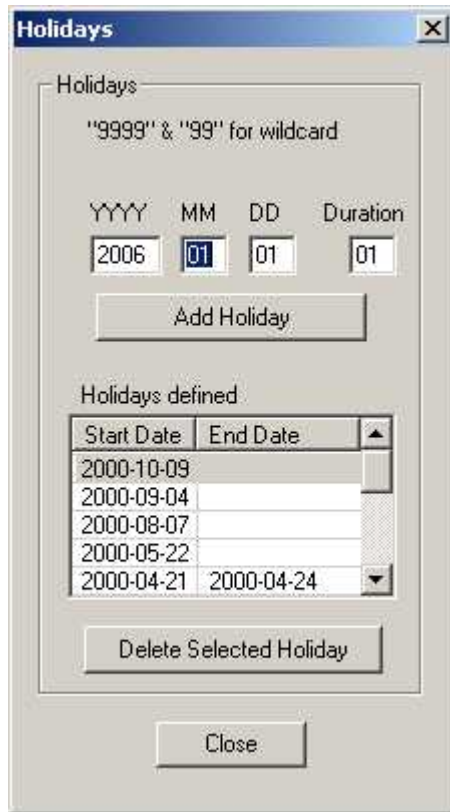 Holidays
Holidays
"9999" & "99" for wildcard
YYYY MM DD Duration
2006 01 01 01
Add Holiday
Holidays defined
Start Date End Date
2000-10-09
2000-09-04
2000-08-07
2000-05-22
2000-04-21 2000-04-24
Delete Selected Holiday
Close